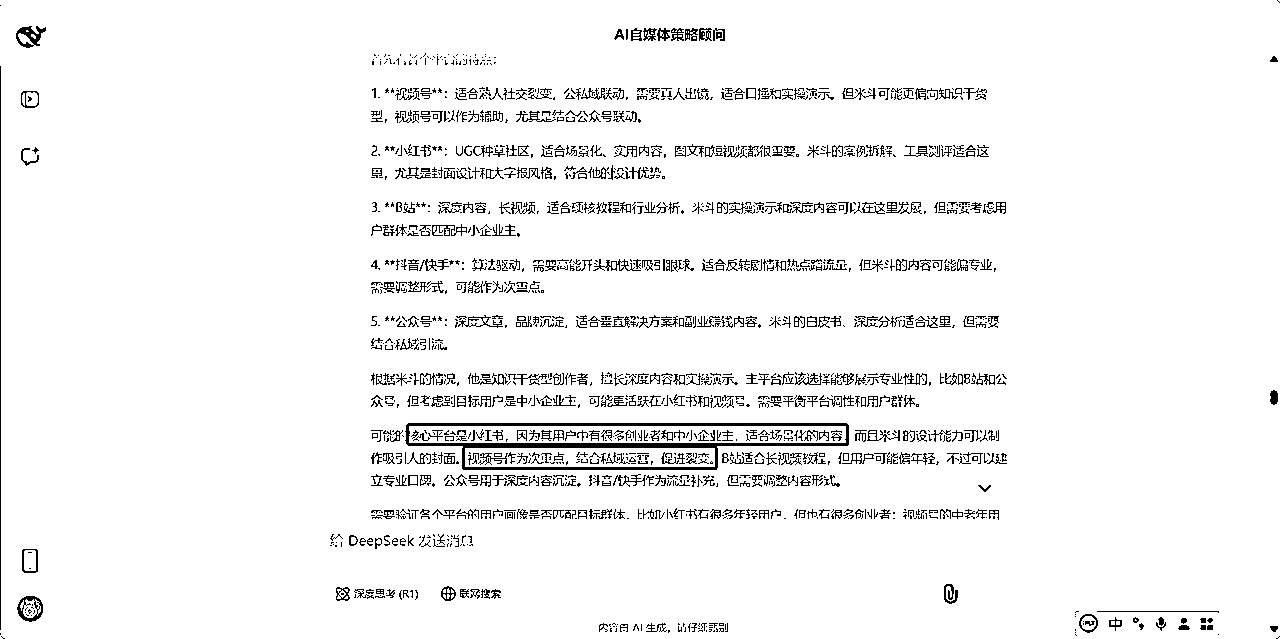 AI自媒体策略顾问
首先看各个平台的特点：
1. **视频号**：适合熟人社交裂变，公私域联动，需要真人出镜，适合口播和实操演示。但米斗可能更偏向知识干货
型，视频号可以作为辅助，尤其是结合公众号联动。
2. **小红书**：UGC种草社区，适合场景化、实用内容，图文和短视频都很重要。米斗的案例拆解、工具测评适合这
里，尤其是封面设计和大字报风格，符合他的设计优势。
3. **B站**：深度内容，长视频，适合硬核教程和行业分析。米斗的实操演示和深度内容可以在这里发展，但需要考虑用
户群体是否匹配中小企业主。
4. **抖音/快手**：算法驱动，需要高能开头和快速吸引眼球。适合反转剧情和热点蹭流量，但米斗的内容可能偏专业，
需要调整形式，可能作为次重点。
5. **公众号**：深度文章，品牌沉淀，适合垂直解决方案和副业赚钱内容。米斗的白皮书、深度分析适合这里，但需要
结合私域引流。
根据米斗的情况，他是知识干货型创作者，擅长深度内容和实操演示。主平台应该选择能够展示专业性的，比如B站和公
众号，但考虑到目标用户是中小企业主，可能更活跃在小红书和视频号。需要平衡平台调性和用户群体。
可能的核心平台是小红书，因为其用户中有很多创业者和中小企业主，适合场景化的内容，而且米斗的设计能力可以制
作吸引人的封面。视频号作为次重点，结合私域运营，促进裂变。B站适合长视频教程，但用户可能偏年轻，不过可以建
立专业口碑。公众号用于深度内容沉淀。抖音/快手作为流量补充，但需要调整内容形式。
需要验证各个平台的用户画像是否匹配目标群体，比如小红书有很多年轻用户，但也有很多创业者；视频号的中老年用
给 DeepSeek 发送消息
深度思考 (R1) 联网搜索
内容由 AI 生成，请仔细甄别
中